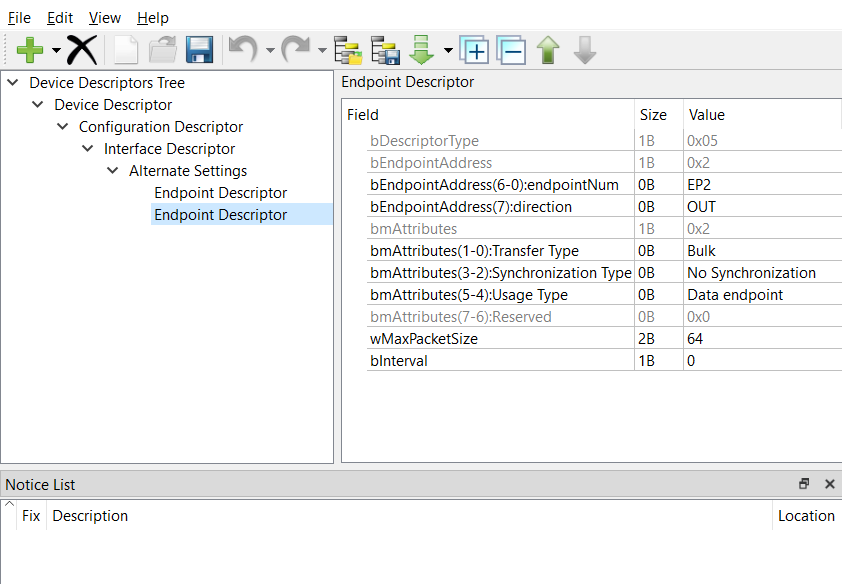 File Edit View Help
Device Descriptors Tree
Device Descriptor
Configuration Descriptor
Interface Descriptor
Alternate Settings
Endpoint Descriptor
Endpoint Descriptor
Endpoint Descriptor
Field Size Value
bDescriptorType 1B 0x05
bEndpointAddress 1B 0x2
bEndpointAddress(6-0):endpointNum 0B EP2
bEndpointAddress(7):direction 0B OUT
bmAttributes 1B 0x2
bmAttributes(1-0):Transfer Type 0B Bulk
bmAttributes(3-2):Synchronization Type 0B No Synchronization
bmAttributes(5-4):Usage Type 0B Data endpoint
bmAttributes(7-6):Reserved 0B 0x0
wMaxPacketSize 2B 64
bInterval 1B 0
Notice List
Fix Description Location